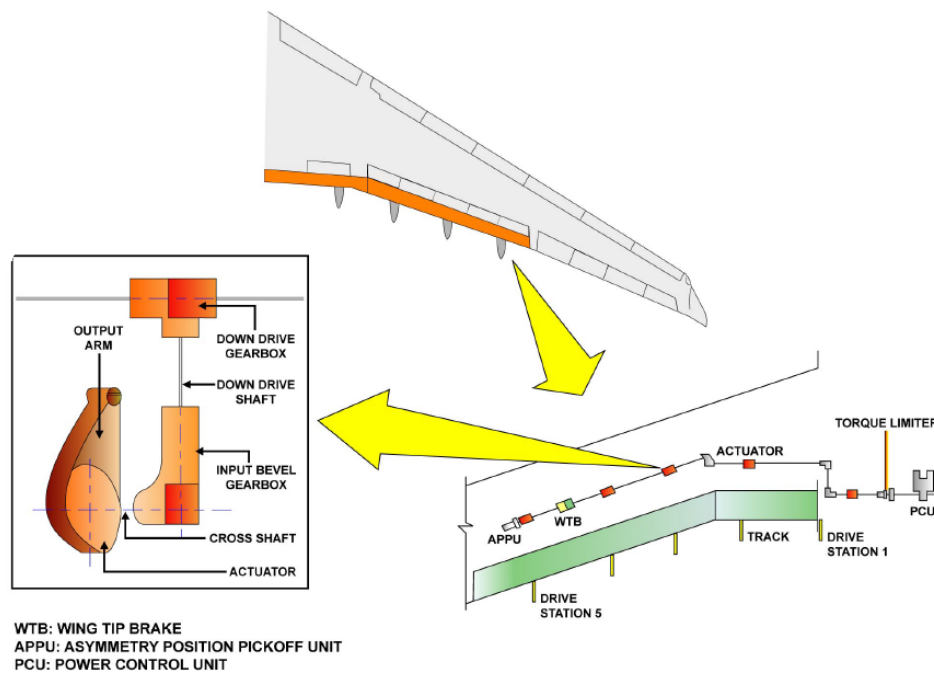 OUTPUT
ARM
DOWN DRIVE
GEARBOX
DOWN DRIVE
SHAFT
INPUT BEVEL
GEARBOX
CROSS SHAFT
ACTUATOR
TORQUE LIMITER
ACTUATOR
PCU
WTB
APPU
TRACK
DRIVE
STATION 1
DRIVE
STATION 5
WTB: WING TIP BRAKE
APPU: ASYMMETRY POSITION PICKOFF UNIT
PCU: POWER CONTROL UNIT